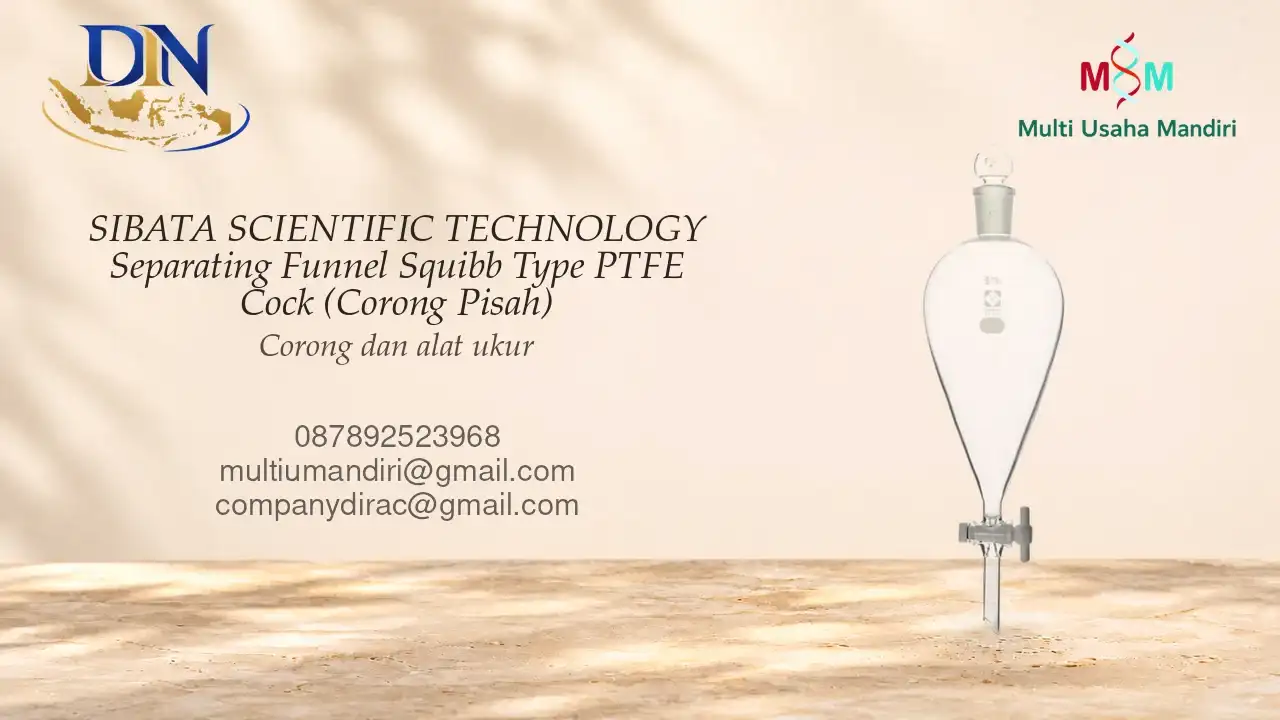 DIN
M M
Multi Usaha Mandiri
SIBATA SCIENTIFIC TECHNOLOGY
Separating Funnel Squibb Type PTFE
Cock (Corong Pisah)
Corong dan alat ukur
087892523968
multiumandiri@gmail.com
companydirac@gmail.com